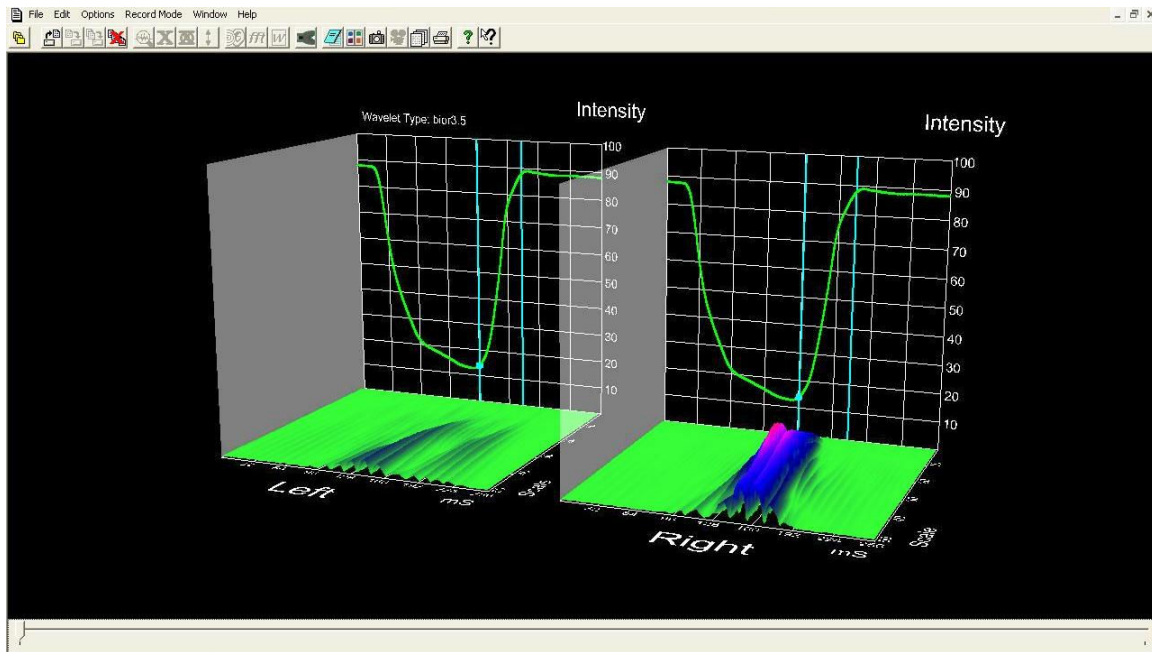 File Edit Options Record Mode Window Help
fft W ? ?
Wavelet Type: bior3.5
Intensity
100
90
80
70
60
50
40
30
20
10
Left
mS
Scale
Intensity
100
90
80
70
60
50
40
30
20
10
Right
mS
Scale